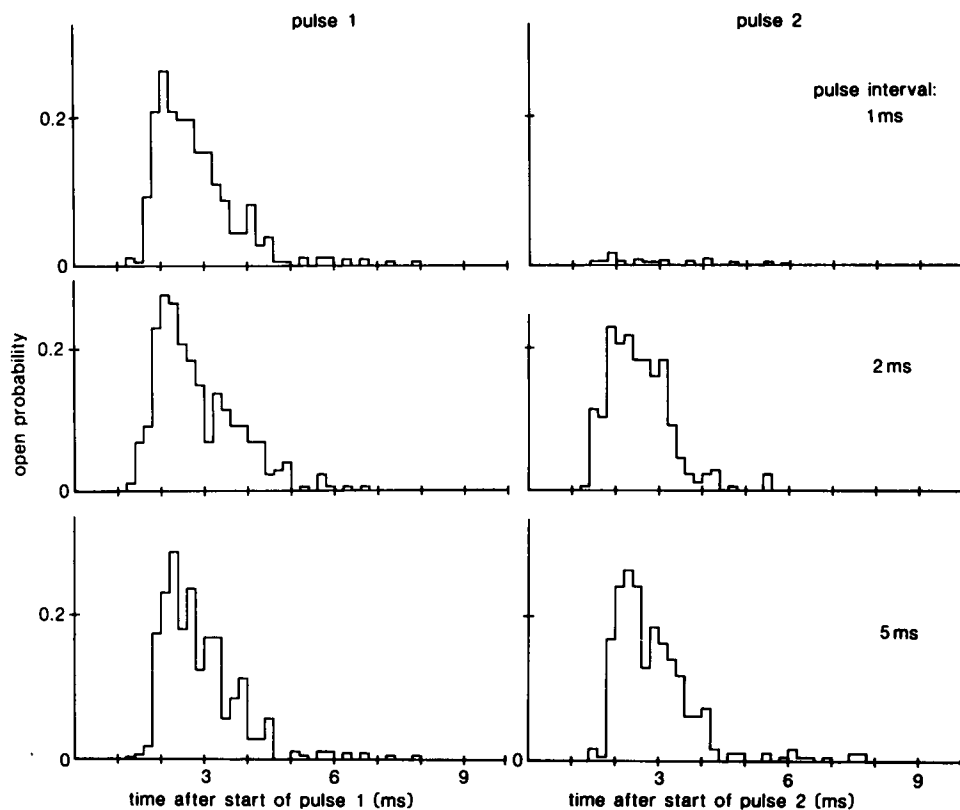 pulse 1
pulse 2
pulse interval:
1 ms
0.2
0
open probability
0.2
0
2 ms
0.2
0
5 ms
3 6 9
3 6 9
time after start of pulse 1 (ms)
time after start of pulse 2 (ms)